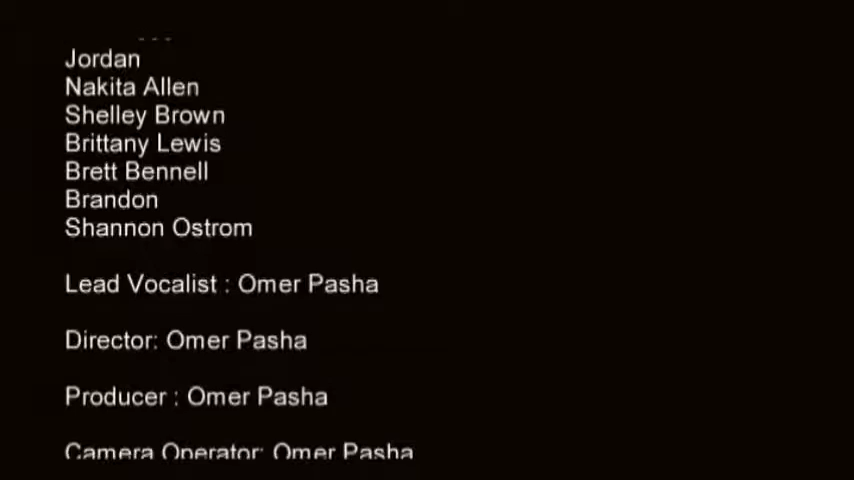 Jordan
Nakita Allen
Shelley Brown
Brittany Lewis
Brett Bennell
Brandon
Shannon Ostrom
Lead Vocalist : Omer Pasha
Director: Omer Pasha
Producer : Omer Pasha
Camera Operator: Omer Pasha